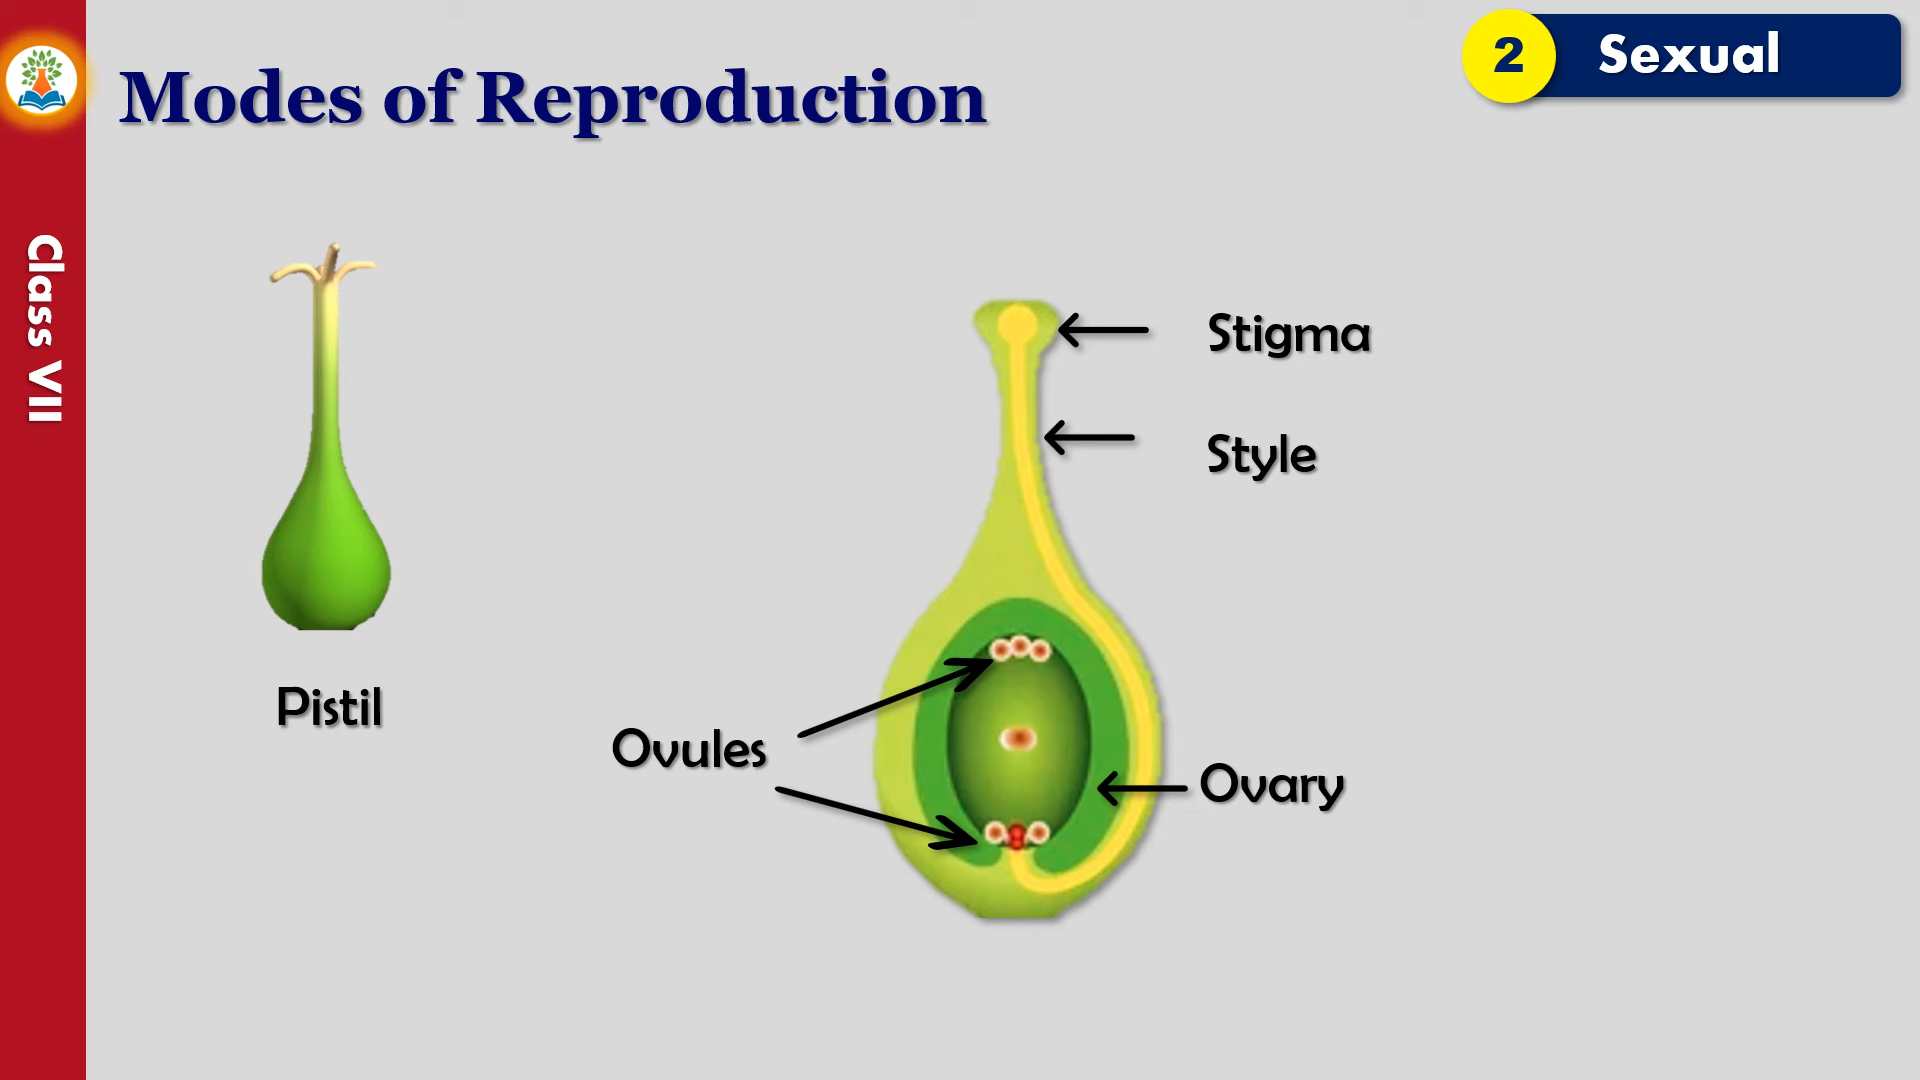 Modes of Reproduction
2 Sexual
Class VII
Stigma
Style
Pistil
Ovules
Ovary